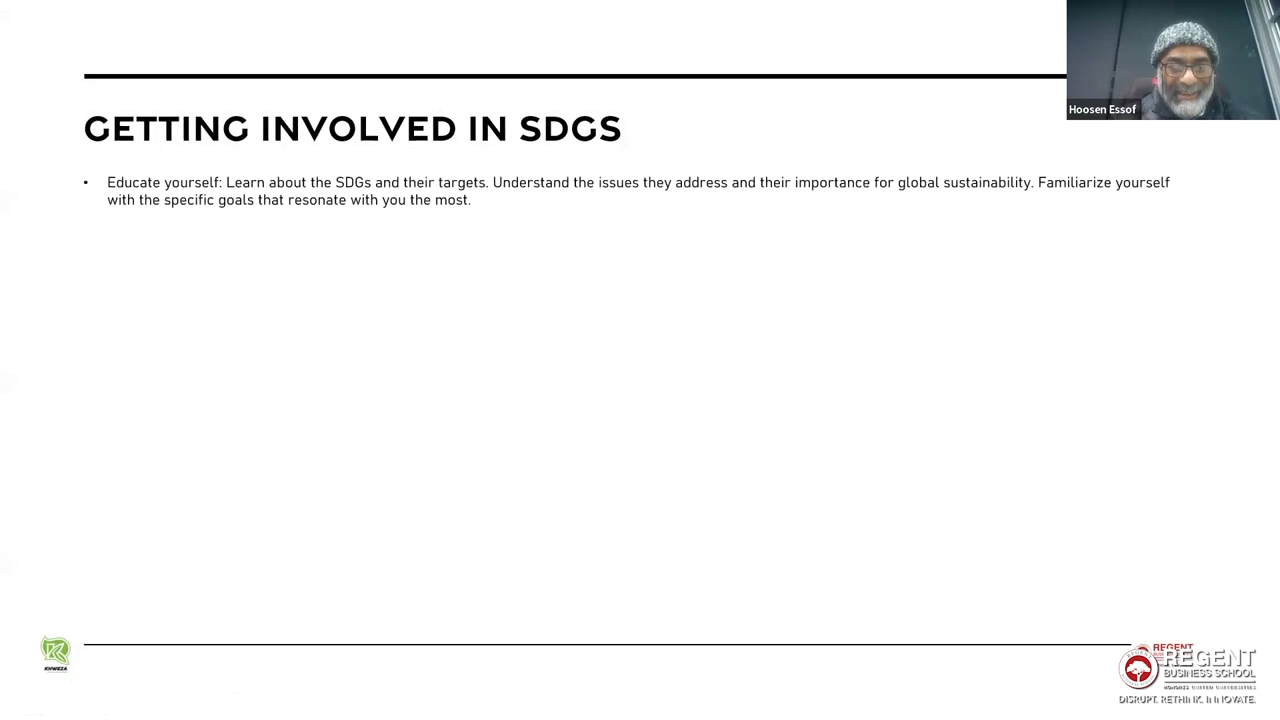 Hoosen Essof
GETTING INVOLVED IN SDGS
• Educate yourself: Learn about the SDGs and their targets. Understand the issues they address and their importance for global sustainability. Familiarize yourself
with the specific goals that resonate with you the most.
KHWEZA
REGENT
REGENT
BUSINESS SCHOOL
DISRUPT. RETHINK. INNOVATE.